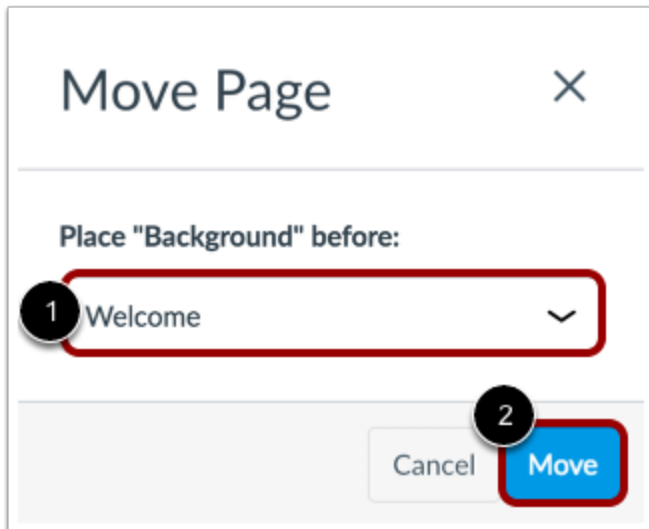 Move Page
Place "Background" before:
1 Welcome
2
Cancel Move